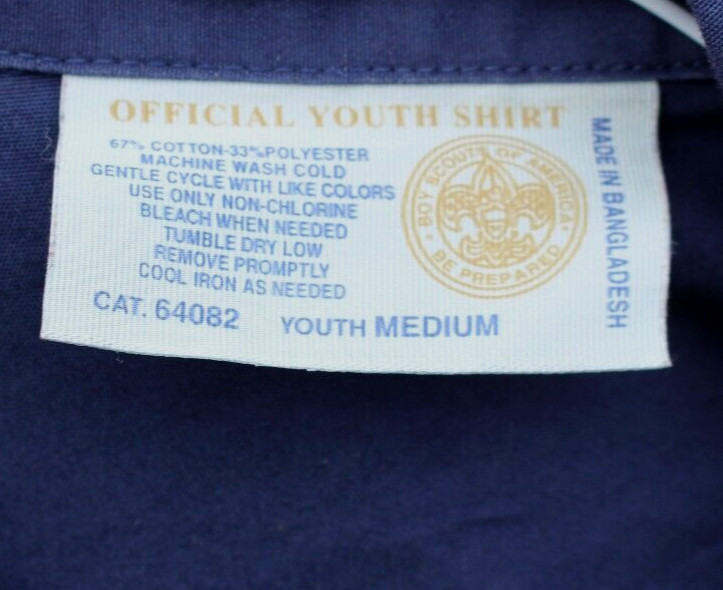 OFFICIAL YOUTH SHIRT
67% COTTON-33%POLYESTER
MACHINE WASH COLD
GENTLE CYCLE WITH LIKE COLORS
USE ONLY NON-CHLORINE
BLEACH WHEN NEEDED
TUMBLE DRY LOW
REMOVE PROMPTLY
COOL IRON AS NEEDED
CAT. 64082
YOUTH MEDIUM
BOY SCOUTS OF AMERICA
BE PREPARED
MADE IN BANGLADESH